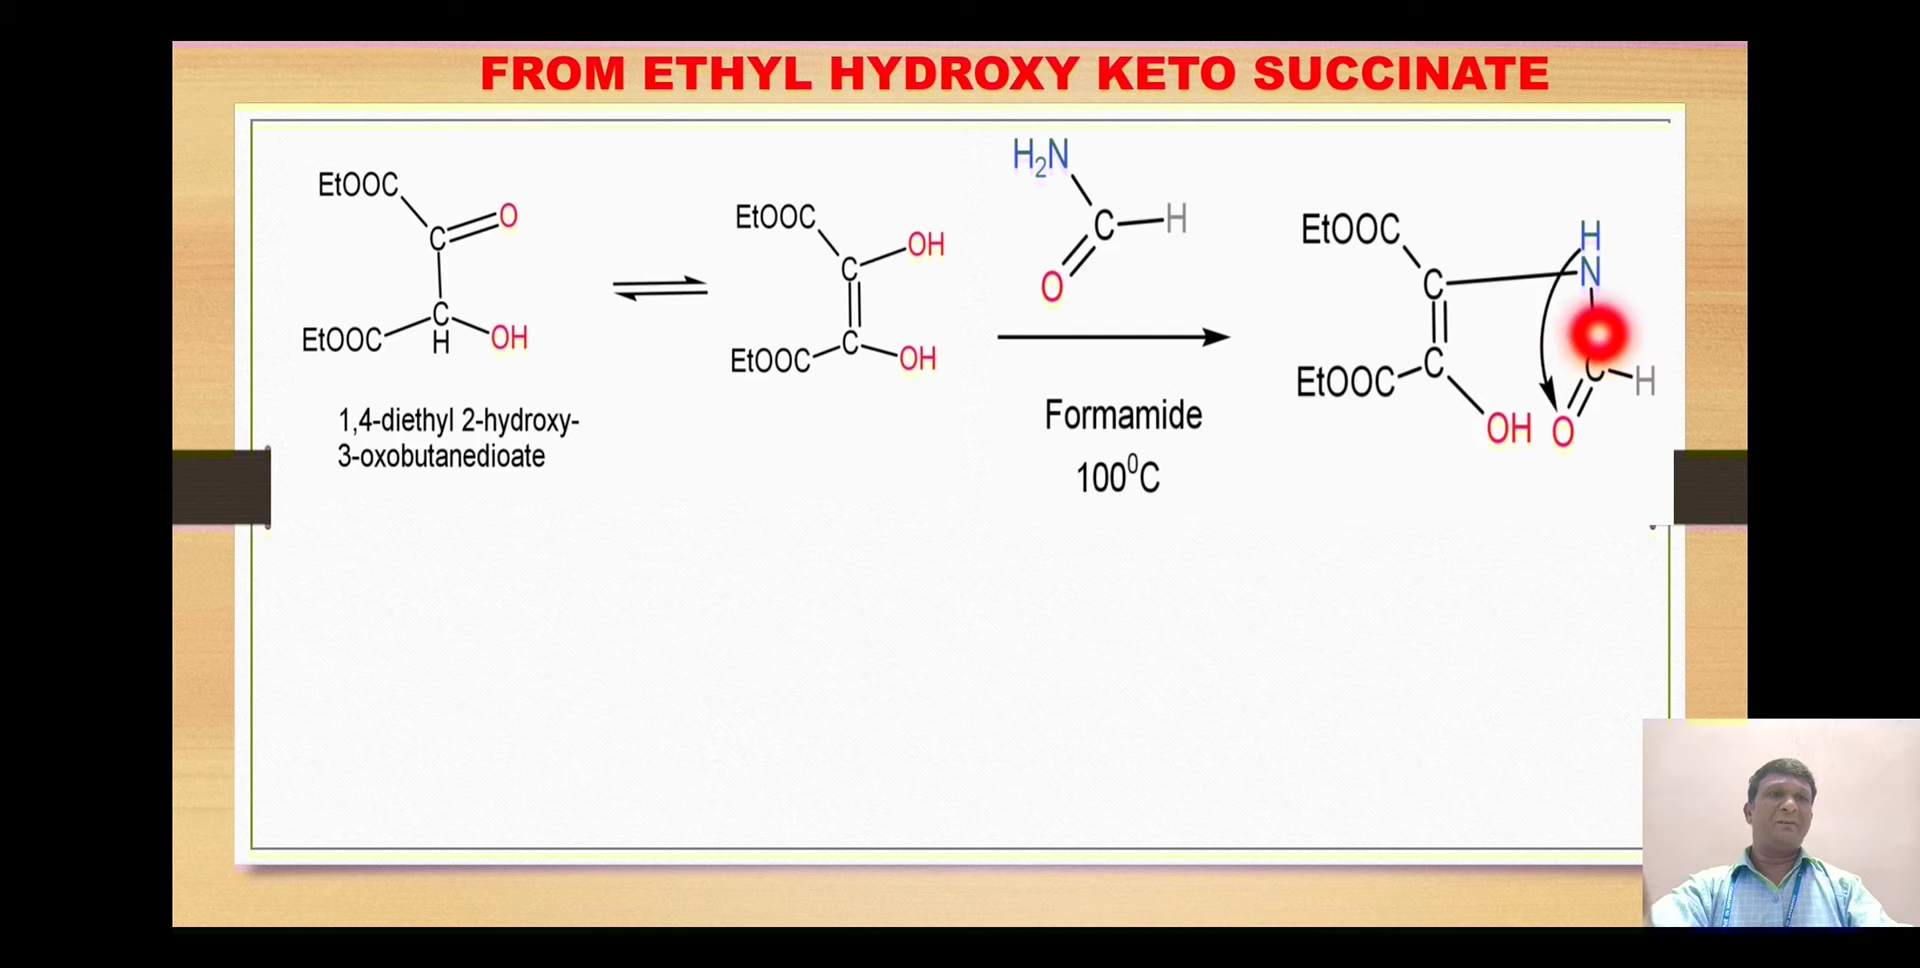 FROM ETHYL HYDROXY KETO SUCCINATE
EtOOC
C
O
C
H
OH
EtOOC
1,4-diethyl 2-hydroxy-
3-oxobutanedioate
EtOOC
C
OH
C
OH
EtOOC
H₂N
C
H
O
Formamide
100⁰C
EtOOC
C
H
N
C
H
EtOOC
C
OH
O